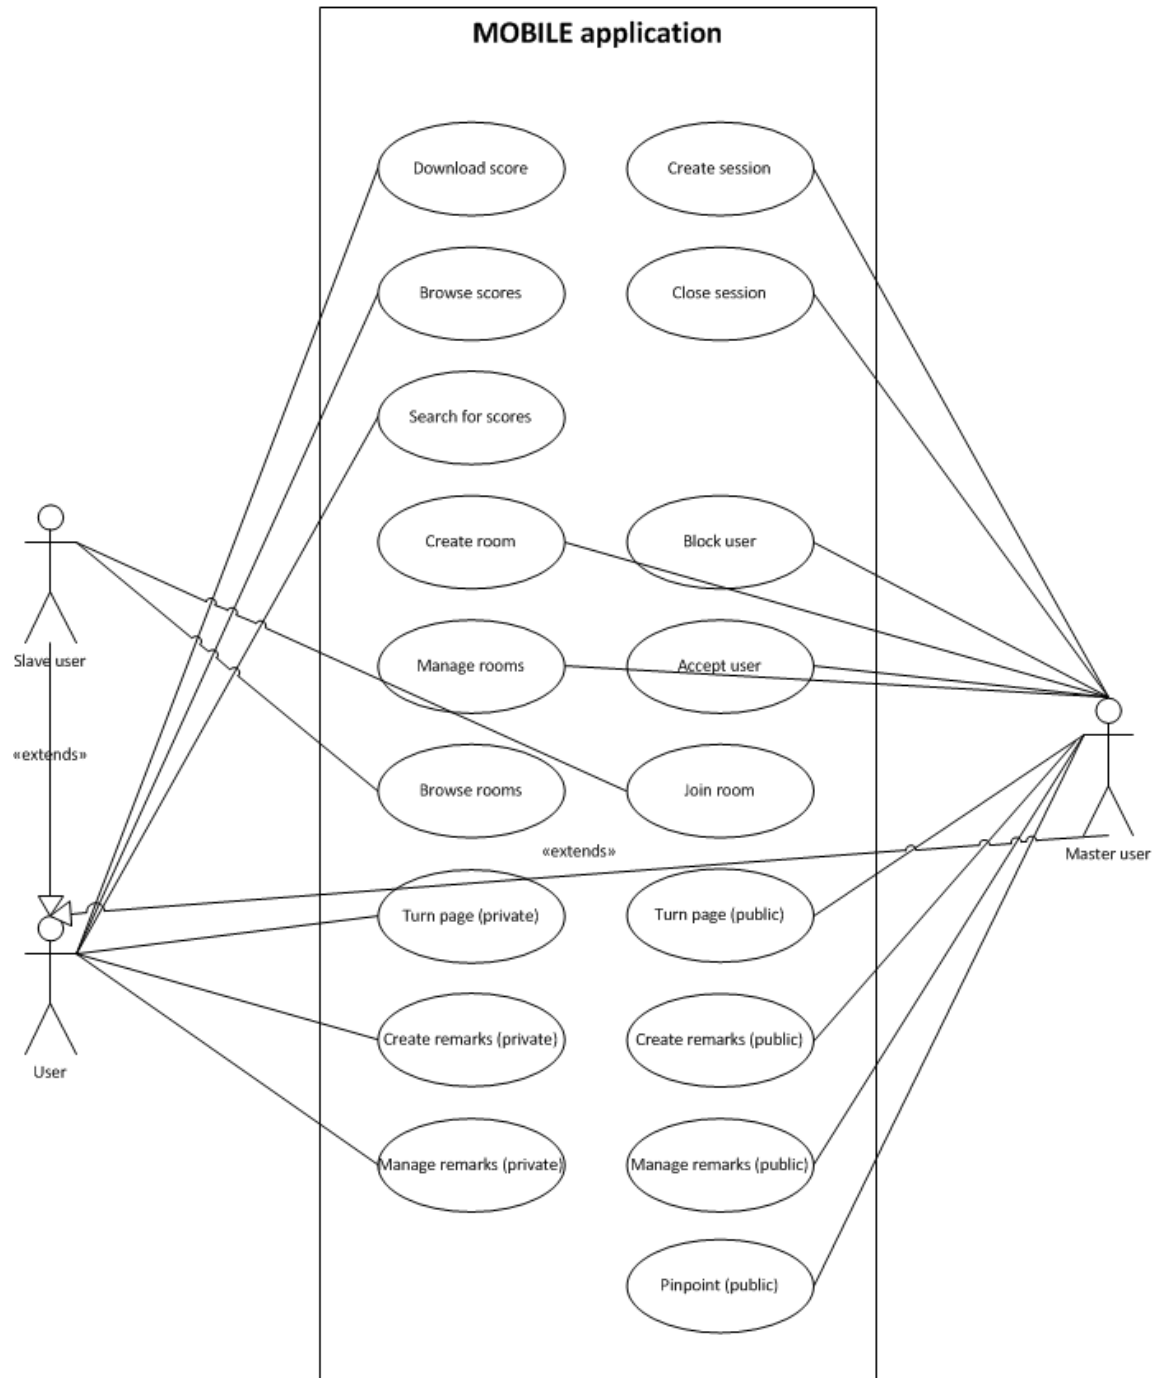 MOBILE application
Download score
Create session
Browse scores
Close session
Search for scores
Create room
Block user
Slave user
Manage rooms
Accept user
«extends»
Browse rooms
Join room
«extends»
Master user
Turn page (private)
Turn page (public)
Create remarks (private)
Create remarks (public)
User
Manage remarks (private)
Manage remarks (public)
Pinpoint (public)